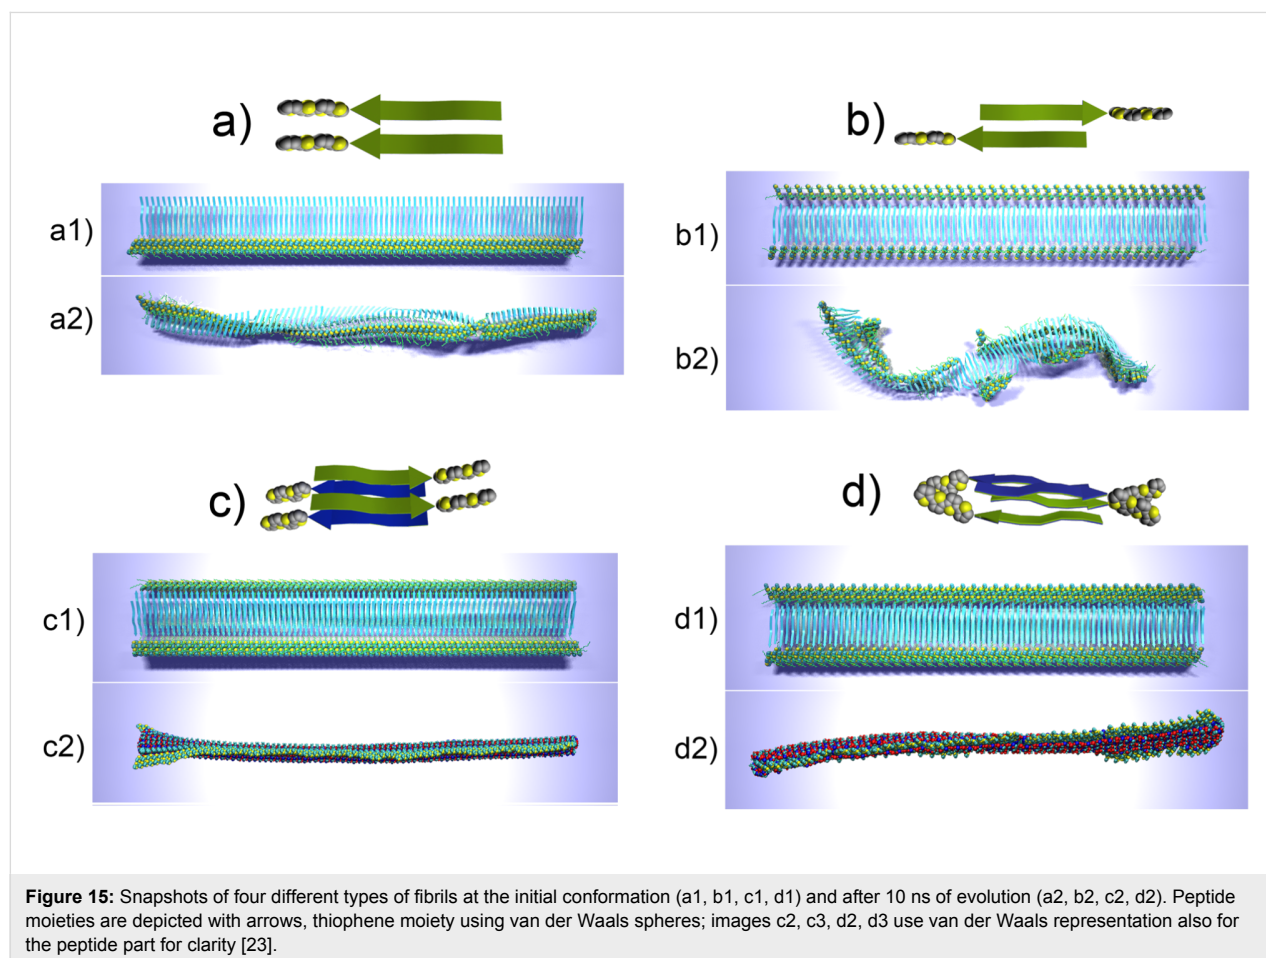 a)
b)
a1)
b1)
a2)
b2)
c)
d)
c1)
d1)
c2)
d2)
Figure 15: Snapshots of four different types of fibrils at the initial conformation (a1, b1, c1, d1) and after 10 ns of evolution (a2, b2, c2, d2). Peptide
moieties are depicted with arrows, thiophene moiety using van der Waals spheres; images c2, c3, d2, d3 use van der Waals representation also for
the peptide part for clarity [23].